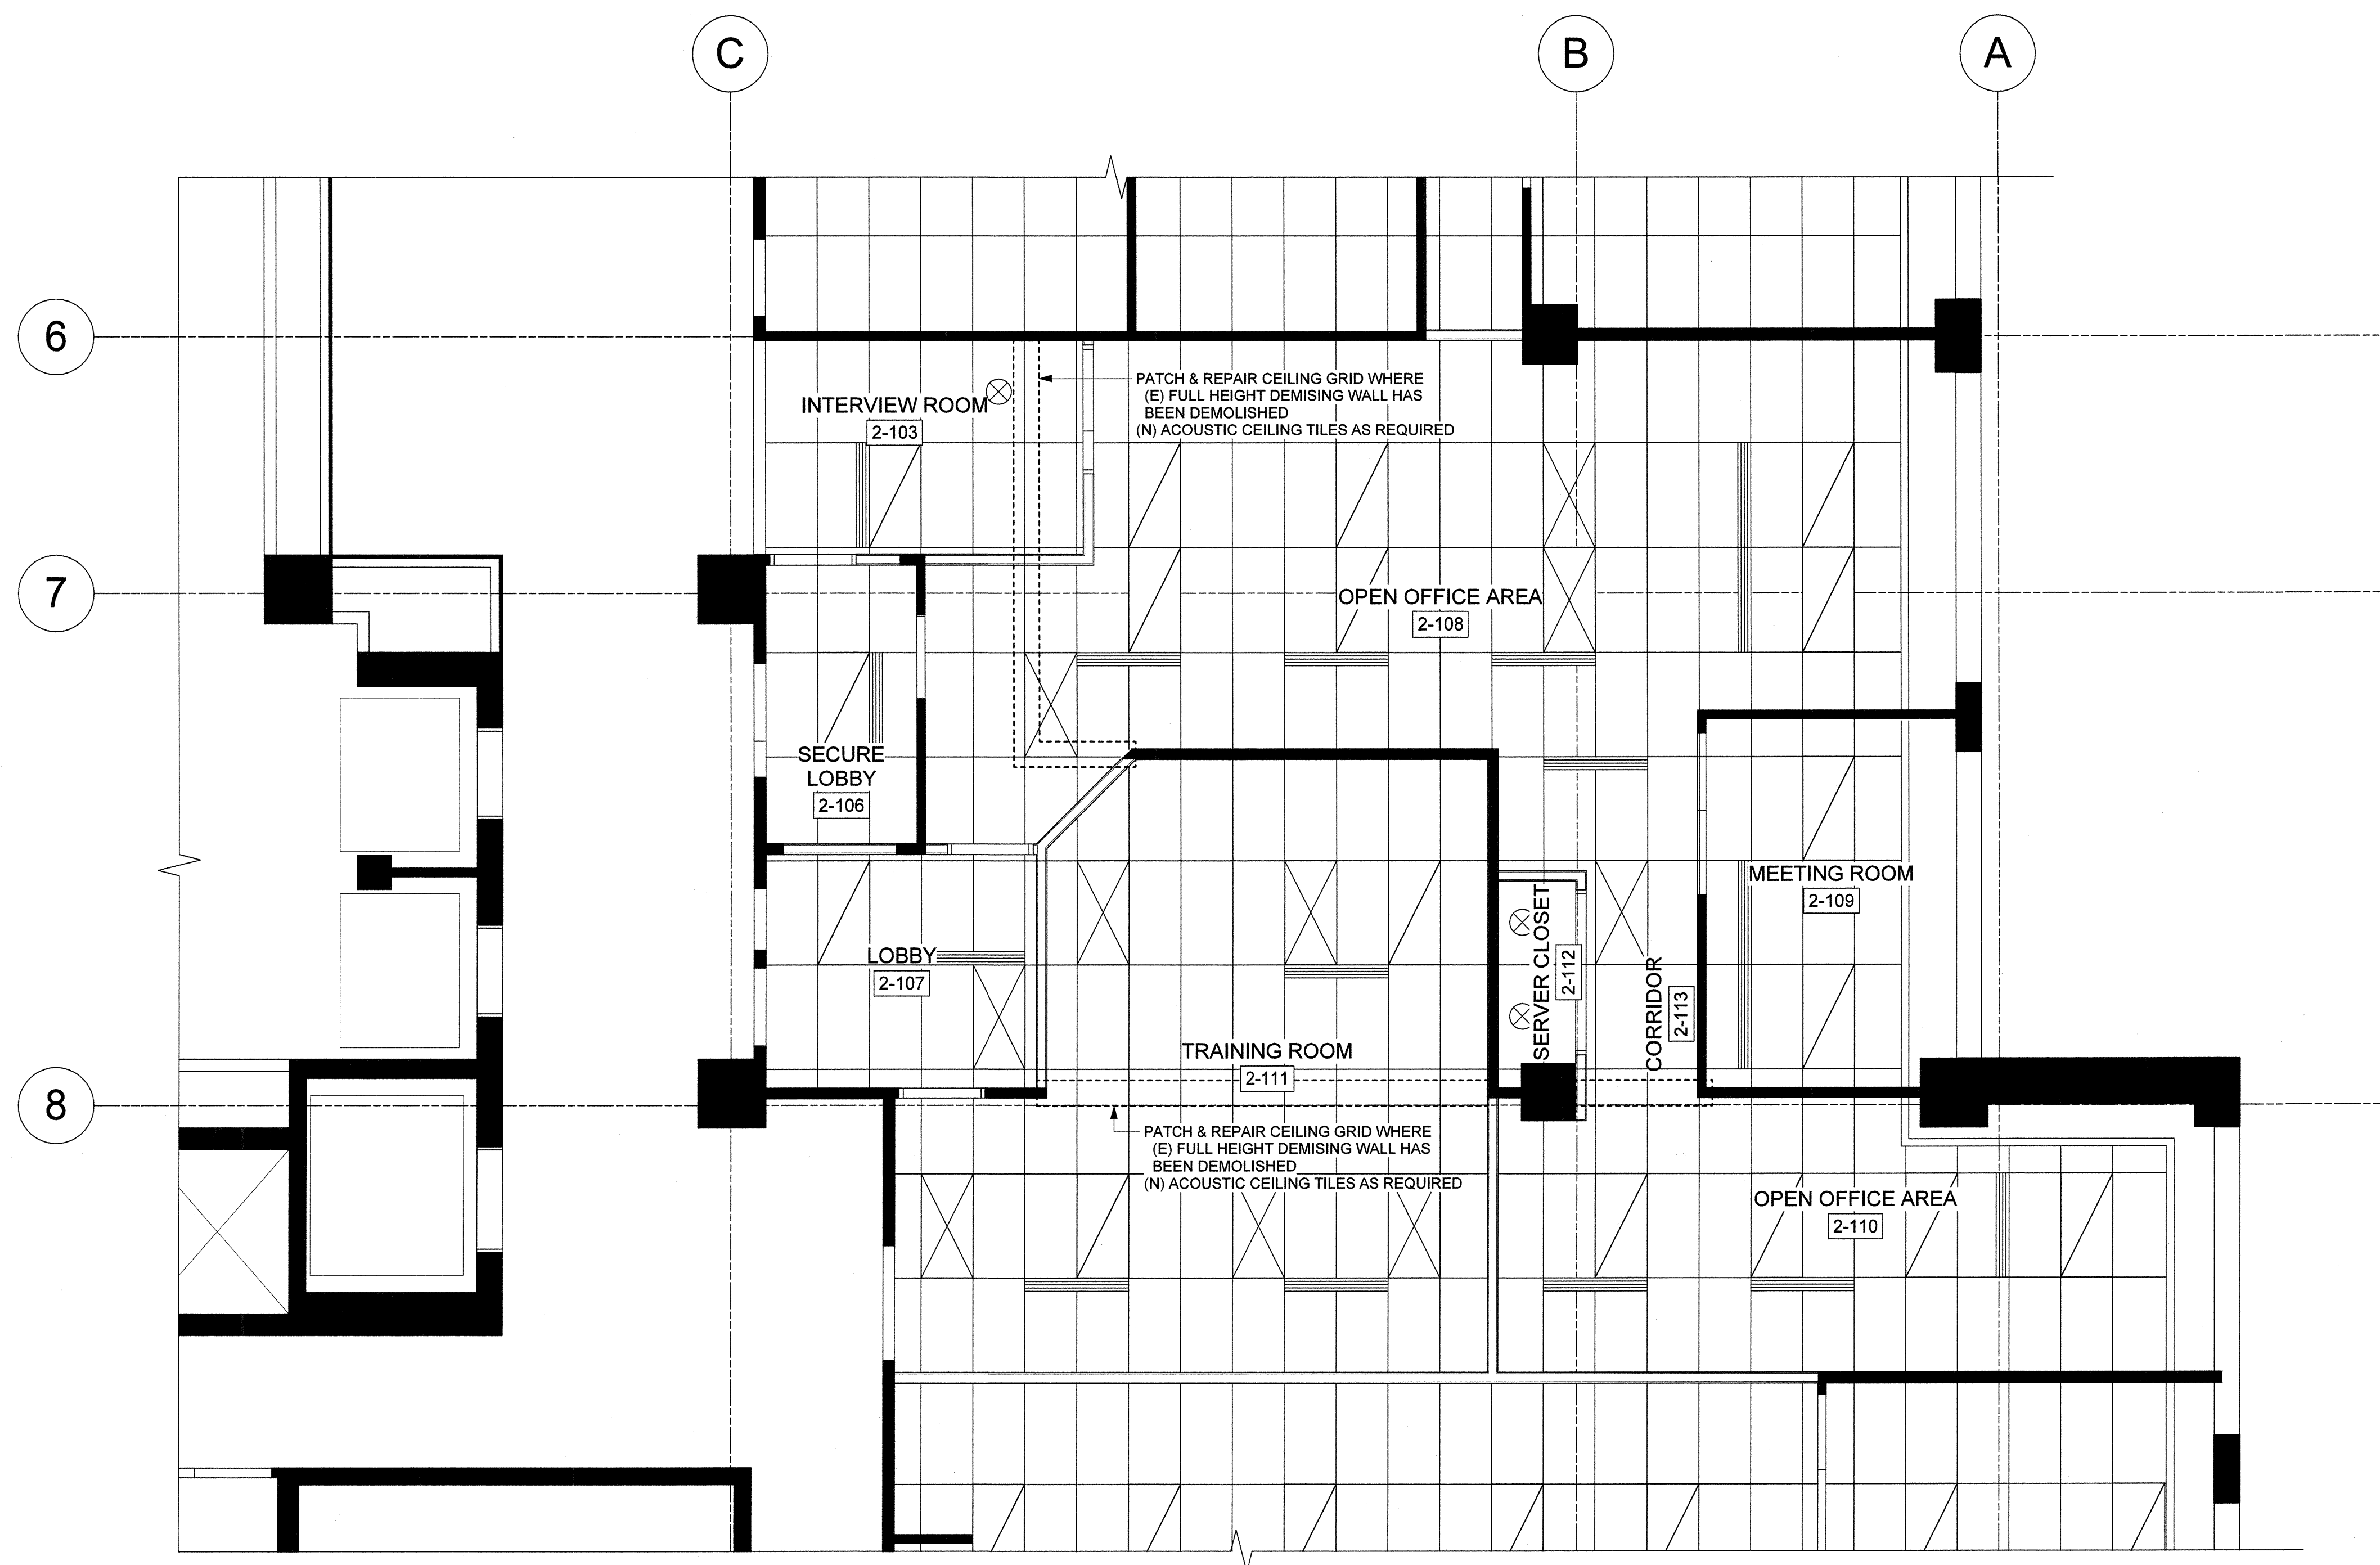 C
B
A
6
PATCH & REPAIR CEILING GRID WHERE
(E) FULL HEIGHT DEMISING WALL HAS
BEEN DEMOLISHED
(N) ACOUSTIC CEILING TILES AS REQUIRED
INTERVIEW ROOM
2-103
7
OPEN OFFICE AREA
2-108
SECURE
LOBBY
2-106
MEETING ROOM
2-109
LOBBY
2-107
SERVER CLOSET
2-112
CORRIDOR
2-113
TRAINING ROOM
2-111
8
PATCH & REPAIR CEILING GRID WHERE
(E) FULL HEIGHT DEMISING WALL HAS
BEEN DEMOLISHED
(N) ACOUSTIC CEILING TILES AS REQUIRED
OPEN OFFICE AREA
2-110